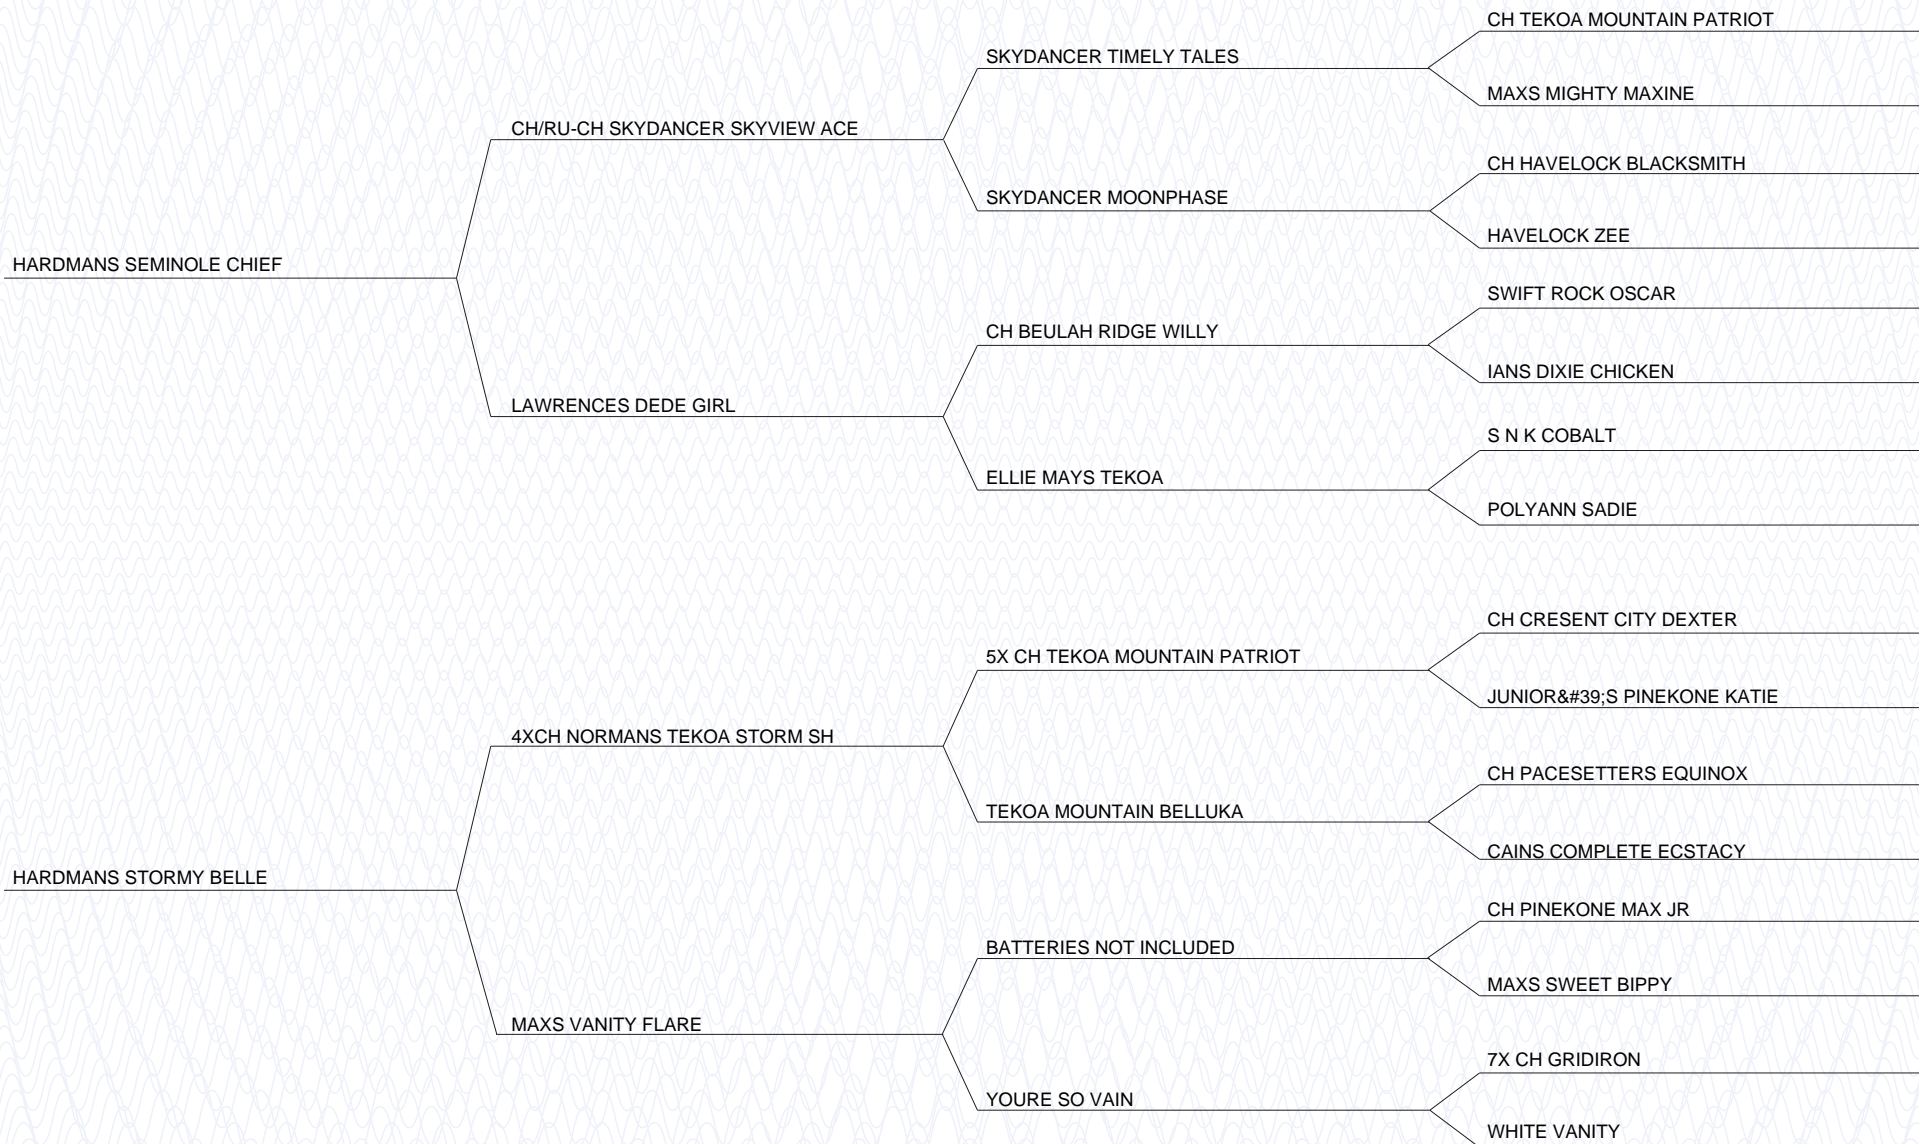 CH TEKOA MOUNTAIN PATRIOT
SKYDANCER TIMELY TALES
MAXS MIGHTY MAXINE
CH/RU-CH SKYDANCER SKYVIEW ACE
CH HAVELOCK BLACKSMITH
SKYDANCER MOONPHASE
HAVELOCK ZEE
HARDMANS SEMINOLE CHIEF
SWIFT ROCK OSCAR
CH BEULAH RIDGE WILLY
IANS DIXIE CHICKEN
LAWRENCES DEDE GIRL
S N K COBALT
ELLIE MAYS TEKOA
POLYANN SADIE
CH CRESENT CITY DEXTER
5X CH TEKOA MOUNTAIN PATRIOT
JUNIOR&#39;S PINEKONE KATIE
4XCH NORMANS TEKOA STORM SH
CH PACESETTERS EQUINOX
TEKOA MOUNTAIN BELLUKA
CAINS COMPLETE ECSTACY
HARDMANS STORMY BELLE
CH PINEKONE MAX JR
BATTERIES NOT INCLUDED
MAXS SWEET BIPPY
MAXS VANITY FLARE
7X CH GRIDIRON
YOURE SO VAIN
WHITE VANITY